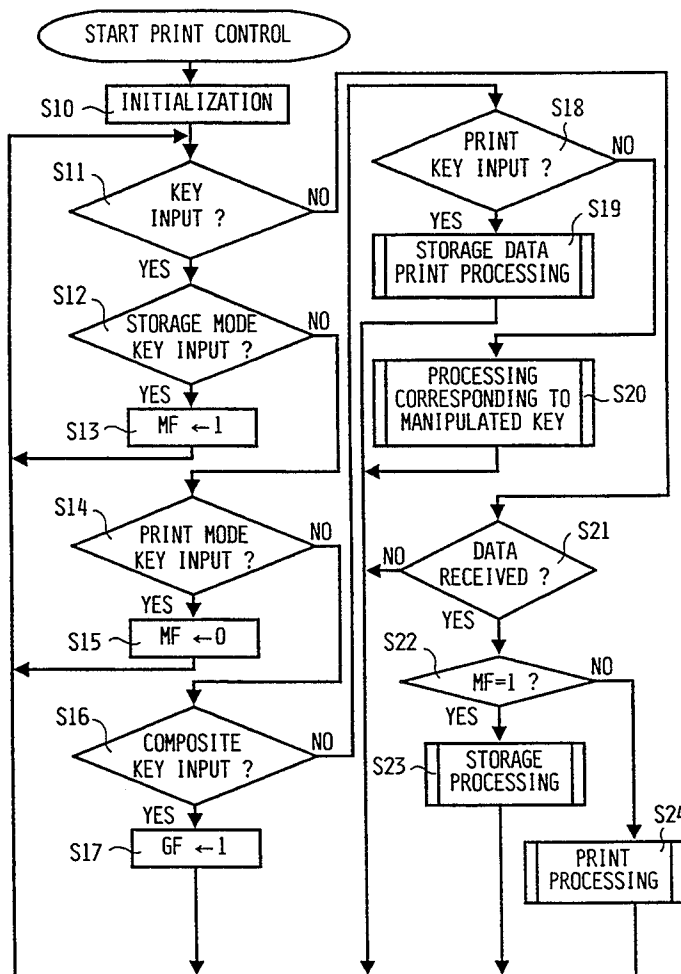 START PRINT CONTROL
S10
INITIALIZATION
S11
KEY
INPUT ?
NO
YES
S12
STORAGE MODE
KEY INPUT ?
NO
YES
S13
MF ←1
S14
PRINT MODE
KEY INPUT ?
NO
YES
S15
MF ←0
S16
COMPOSITE
KEY INPUT ?
NO
YES
S17
GF ←1
S18
PRINT
KEY INPUT ?
NO
YES
S19
STORAGE DATA
PRINT PROCESSING
PROCESSING
CORRESPONDING TO
MANIPULATED KEY
S20
S21
DATA
RECEIVED ?
NO
YES
S22
MF=1 ?
NO
YES
S23
STORAGE
PROCESSING
S24
PRINT
PROCESSING